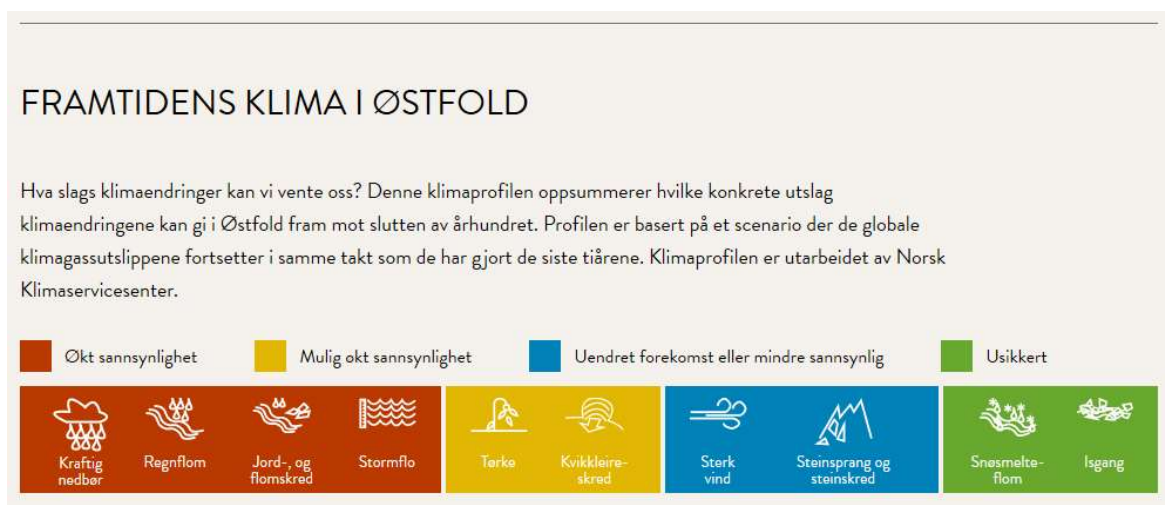 FRAMTIDENS KLIMA I ØSTFOLD
Hva slags klimaendringer kan vi vente oss? Denne klimaprofilen oppsummerer hvilke konkrete utslag
klimaendringene kan gi i Østfold fram mot slutten av århundret. Profilen er basert på et scenario der de globale
klimagassutslippene fortsetter i samme takt som de har gjort de siste tiårene. Klimaprofilen er utarbeidet av Norsk
Klimaservicesenter.
Økt sannsynlighet
Mulig okt sannsynlighet
Uendret forekomst eller mindre sannsynlig
Usikkert
Kraftig
nedbør
Regnflom
Jord-, og
flomskred
Stormflo
Tørke
Kvikkleire-
skred
Sterk
vind
Steinsprang og
steinskred
Snøsmelte-
flom
Isgang